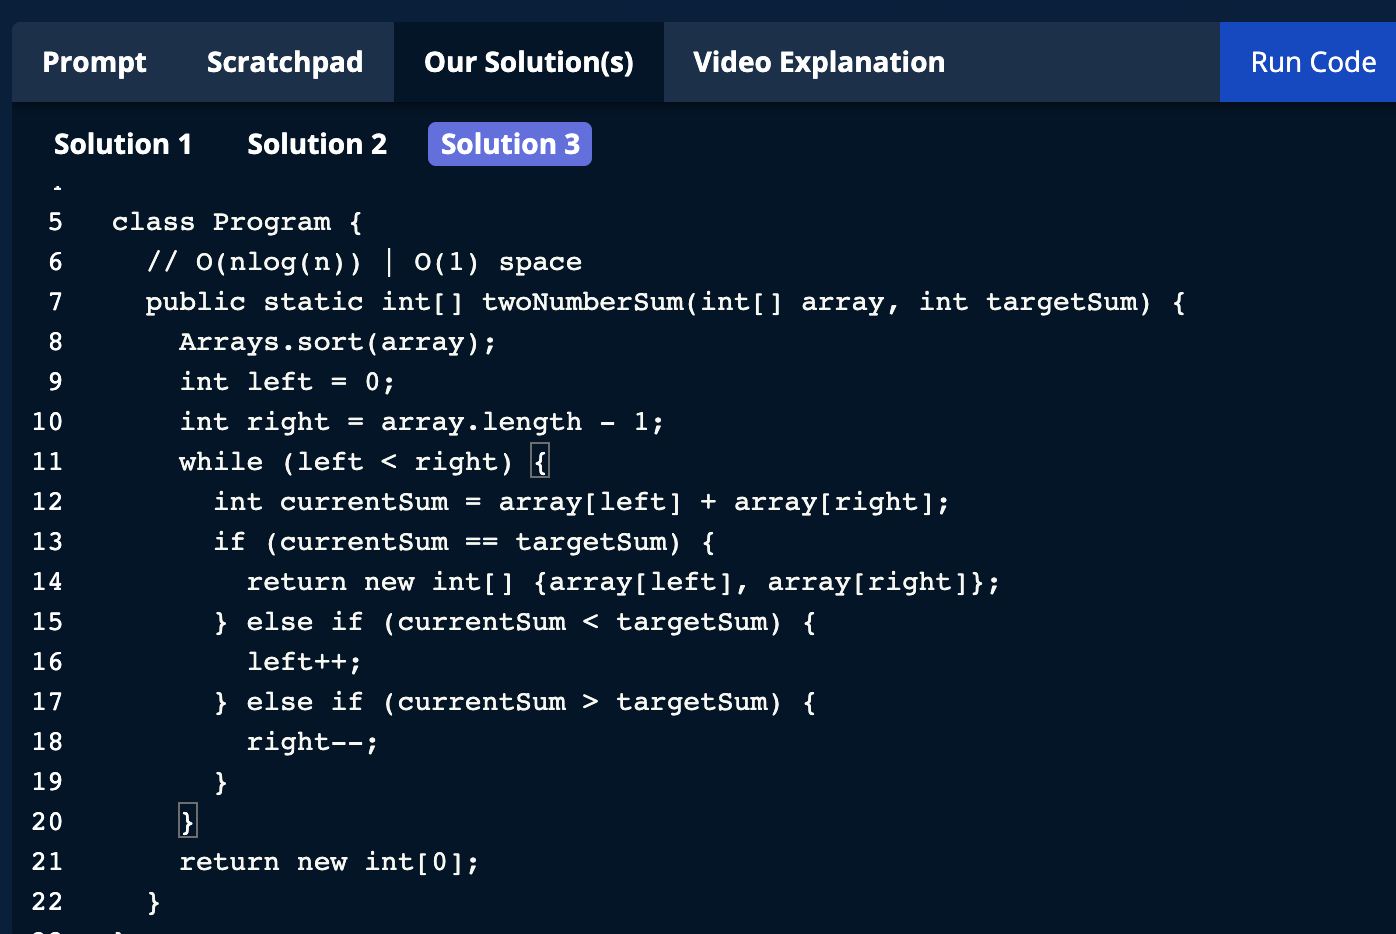 Prompt Scratchpad Our Solution(s) Video Explanation Run Code
Solution 1 Solution 2 Solution 3
5 class Program {
6 // O(nlog(n)) | O(1) space
7 public static int[] twoNumberSum(int[] array, int targetSum) {
8 Arrays.sort(array);
9 int left = 0;
10 int right = array.length - 1;
11 while (left < right) {
12 int currentSum = array[left] + array[right];
13 if (currentSum == targetSum) {
14 return new int[] {array[left], array[right]};
15 } else if (currentSum < targetSum) {
16 left++;
17 } else if (currentSum > targetSum) {
18 right--;
19 }
20 }
21 return new int[0];
22 }